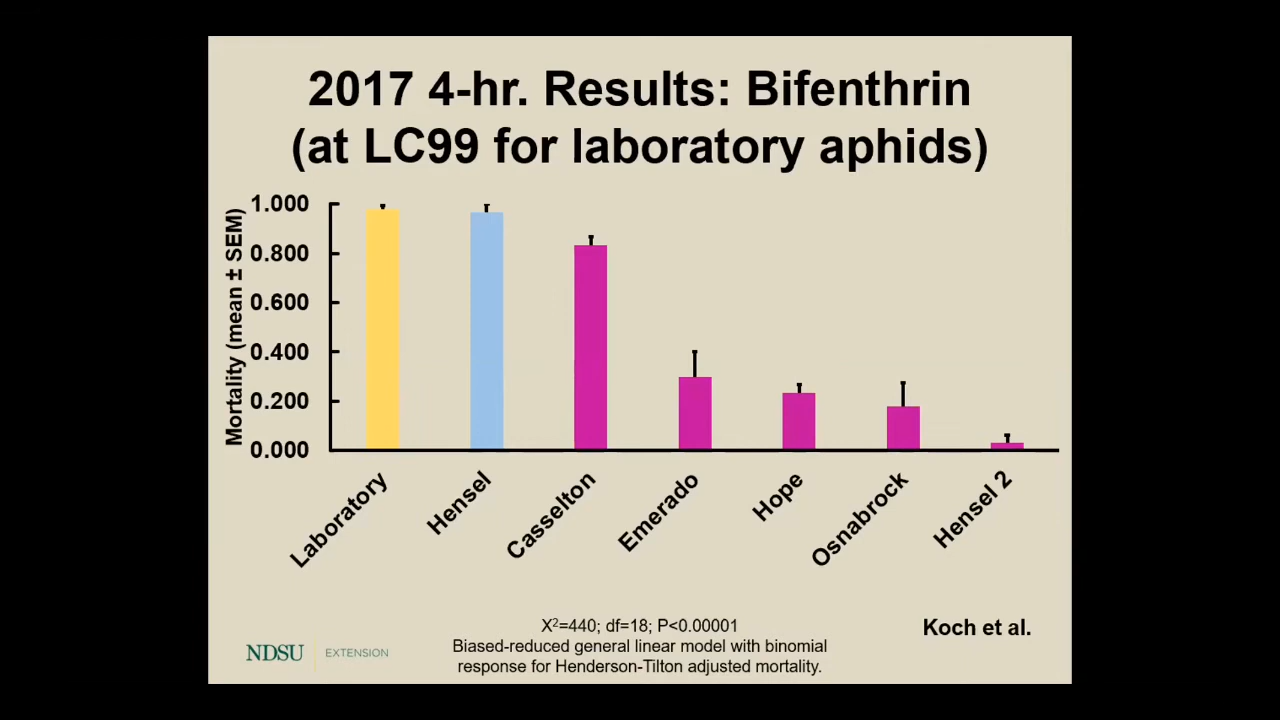 2017 4-hr. Results: Bifenthrin
(at LC99 for laboratory aphids)
Mortality (mean ± SEM)
1.000
0.800
0.600
0.400
0.200
0.000
Laboratory
Hensel
Casselton
Emerado
Hope
Osnabrock
Hensel 2
X²=440; df=18; P<0.00001
Biased-reduced general linear model with binomial
response for Henderson-Tilton adjusted mortality.
Koch et al.
NDSU EXTENSION